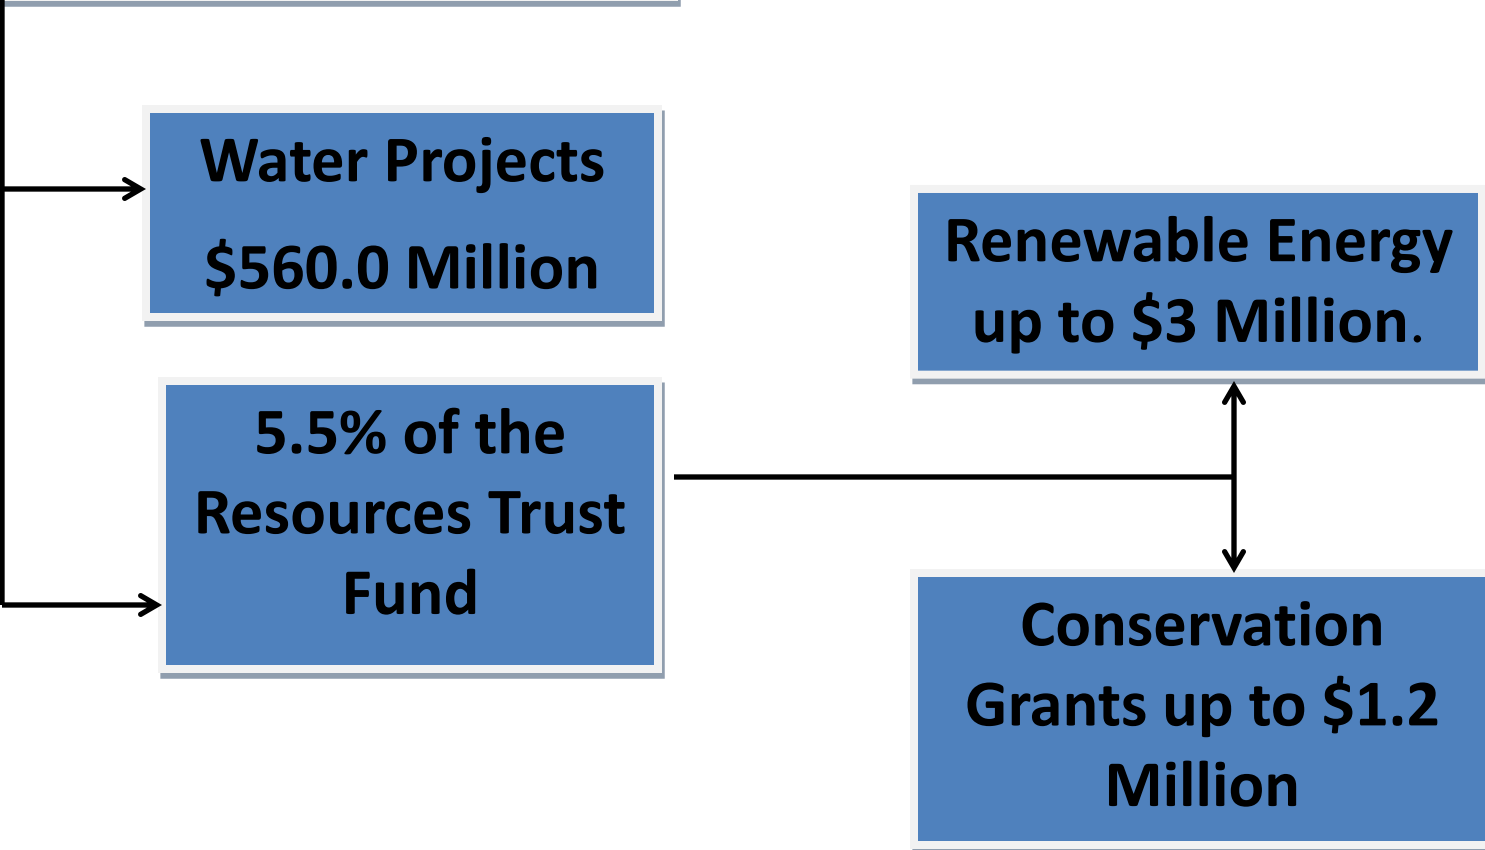 Water Projects
$560.0 Million
5.5% of the
Resources Trust
Fund
Renewable Energy
up to $3 Million.
Conservation
Grants up to $1.2
Million